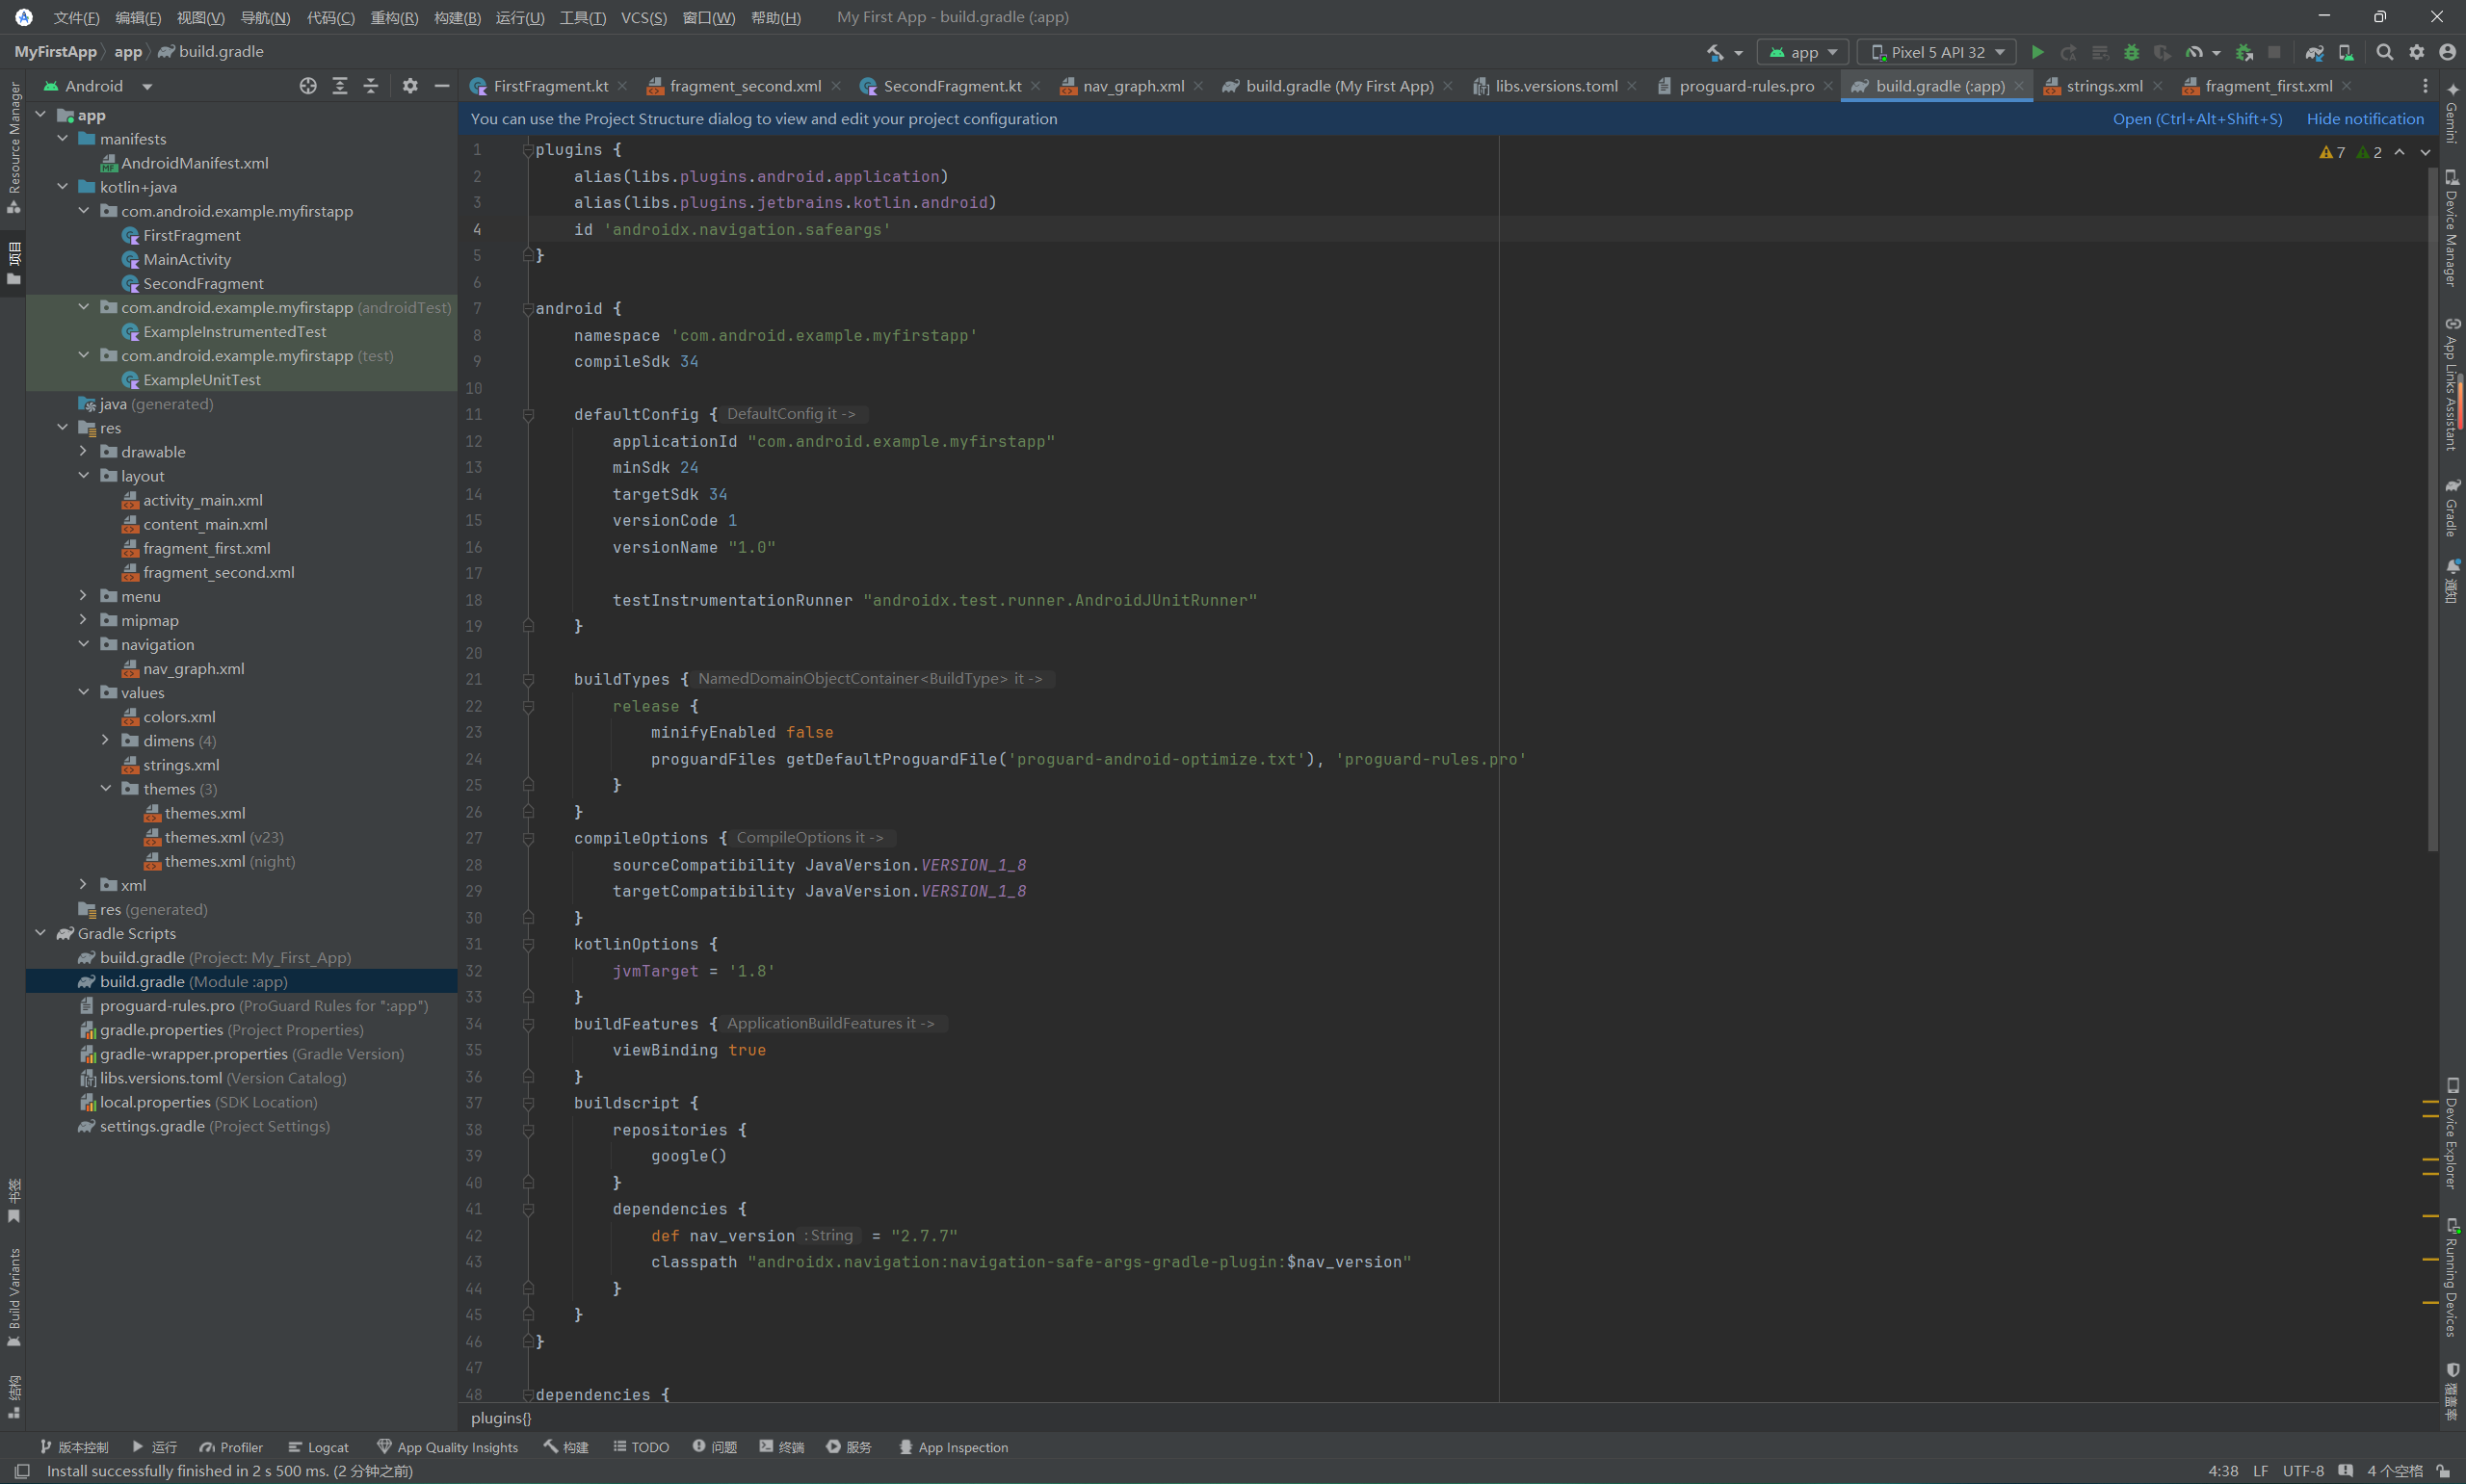 文件(F) 编辑(E) 视图(V) 导航(N) 代码(C) 重构(R) 构建(B) 运行(U) 工具(T) VCS(S) 窗口(W) 帮助(H) My First App - build.gradle (:app)
MyFirstApp app build.gradle
app Pixel 5 API 32
Android
FirstFragment.kt fragment_second.xml SecondFragment.kt nav_graph.xml build.gradle (My First App) libs.versions.toml proguard-rules.pro build.gradle (:app) strings.xml fragment_first.xml
You can use the Project Structure dialog to view and edit your project configuration Open (Ctrl+Alt+Shift+S) Hide notification
7 2
Resource Manager
项目
书签
Build Variants
结构
app
manifests
AndroidManifest.xml
kotlin+java
com.android.example.myfirstapp
FirstFragment
MainActivity
SecondFragment
com.android.example.myfirstapp (androidTest)
ExampleInstrumentedTest
com.android.example.myfirstapp (test)
ExampleUnitTest
java (generated)
res
drawable
layout
activity_main.xml
content_main.xml
fragment_first.xml
fragment_second.xml
menu
mipmap
navigation
nav_graph.xml
values
colors.xml
dimens (4)
strings.xml
themes (3)
themes.xml
themes.xml (v23)
themes.xml (night)
xml
res (generated)
Gradle Scripts
build.gradle (Project: My_First_App)
build.gradle (Module :app)
proguard-rules.pro (ProGuard Rules for ":app")
gradle.properties (Project Properties)
gradle-wrapper.properties (Gradle Version)
libs.versions.toml (Version Catalog)
local.properties (SDK Location)
settings.gradle (Project Settings)
1 plugins {
2 alias(libs.plugins.android.application)
3 alias(libs.plugins.jetbrains.kotlin.android)
4 id 'androidx.navigation.safeargs'
5 }
6
7 android {
8 namespace 'com.android.example.myfirstapp'
9 compileSdk 34
10
11 defaultConfig { DefaultConfig it ->
12 applicationId "com.android.example.myfirstapp"
13 minSdk 24
14 targetSdk 34
15 versionCode 1
16 versionName "1.0"
17
18 testInstrumentationRunner "androidx.test.runner.AndroidJUnitRunner"
19 }
20
21 buildTypes { NamedDomainObjectContainer<BuildType> it ->
22 release {
23 minifyEnabled false
24 proguardFiles getDefaultProguardFile('proguard-android-optimize.txt'), 'proguard-rules.pro'
25 }
26 }
27 compileOptions { CompileOptions it ->
28 sourceCompatibility JavaVersion.VERSION_1_8
29 targetCompatibility JavaVersion.VERSION_1_8
30 }
31 kotlinOptions {
32 jvmTarget = '1.8'
33 }
34 buildFeatures { ApplicationBuildFeatures it ->
35 viewBinding true
36 }
37 buildscript {
38 repositories {
39 google()
40 }
41 dependencies {
42 def nav_version : String = "2.7.7"
43 classpath "androidx.navigation:navigation-safe-args-gradle-plugin:$nav_version"
44 }
45 }
46 }
47
48 dependencies {
plugins{}
Gemini
Device Manager
App Links Assistant
Gradle
通知
Device Explorer
Running Devices
覆盖率
版本控制 运行 Profiler Logcat App Quality Insights 构建 TODO 问题 终端 服务 App Inspection
Install successfully finished in 2 s 500 ms. (2 分钟之前) 4:38 LF UTF-8 4 个空格